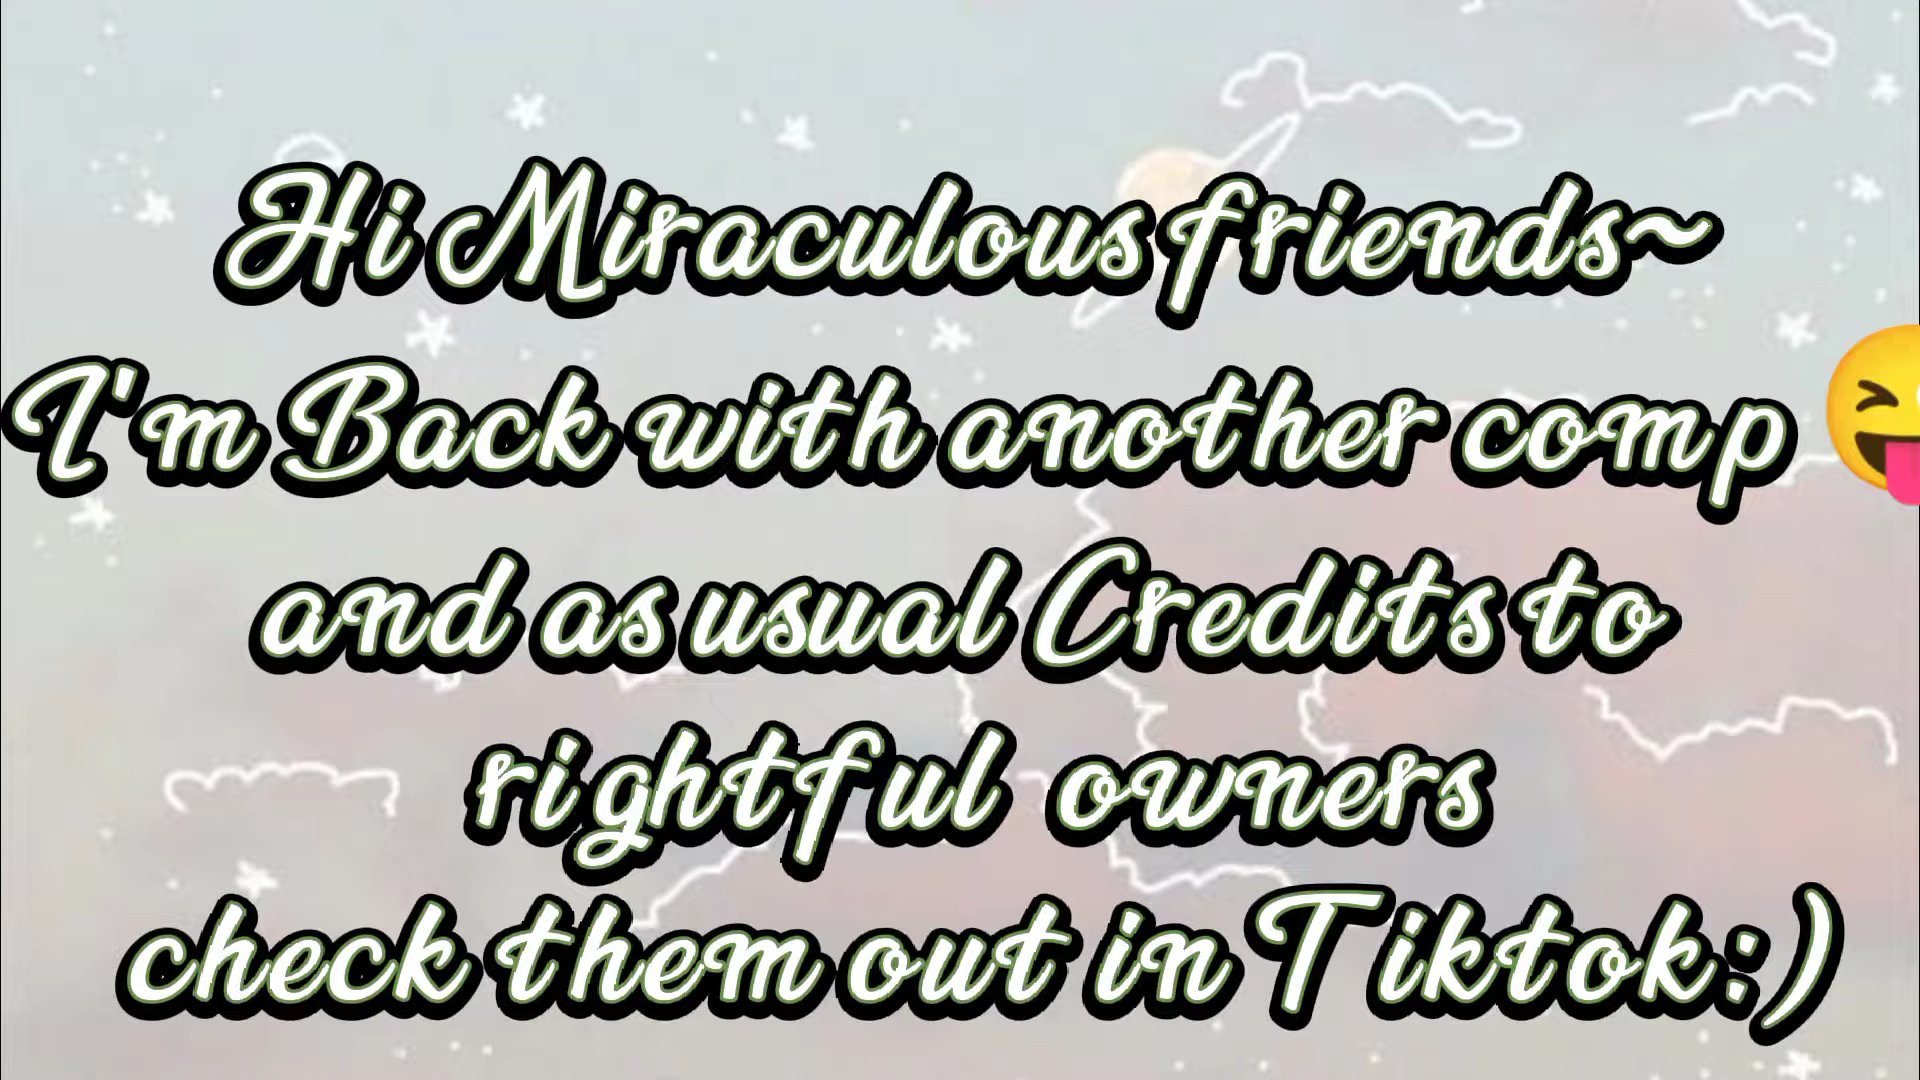 Hi Miraculous friends~
I'm Back with another comp 😝
and as usual Credits to
rightful owners
check them out in Tiktok:)